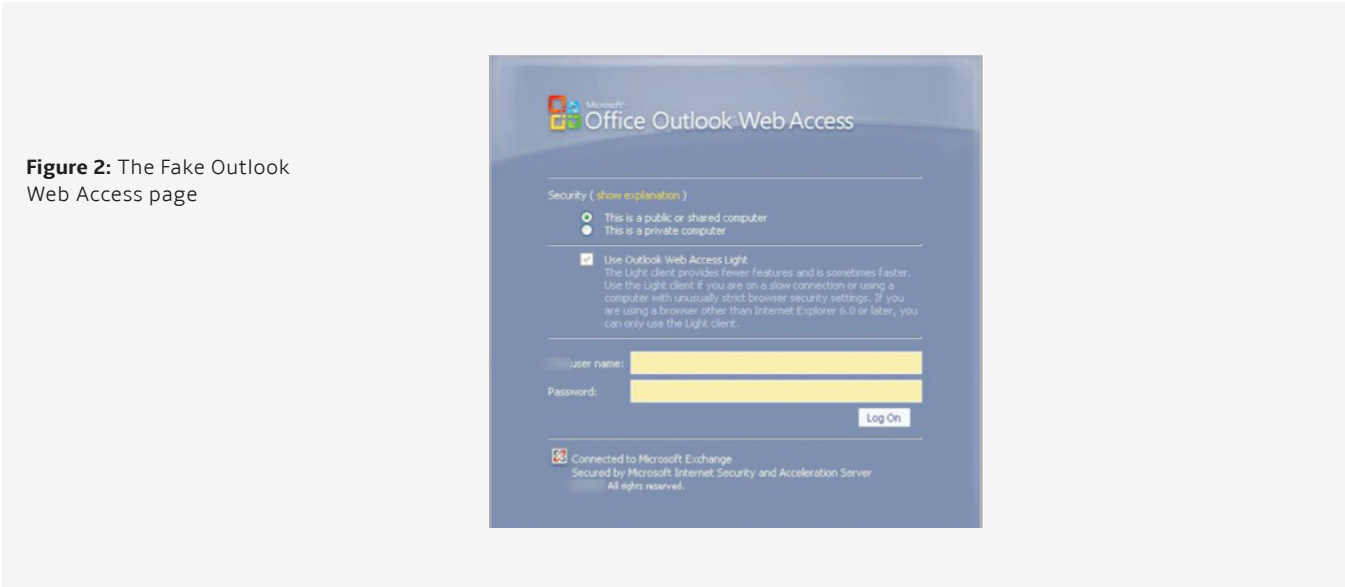 Figure 2: The Fake Outlook
Web Access page
Microsoft
Office Outlook Web Access
Security ( show explanation )
This is a public or shared computer
This is a private computer
Use Outlook Web Access Light
The Light client provides fewer features and is sometimes faster.
Use the Light client if you are on a slow connection or using a
computer with unusually strict browser security settings. If you
are using a browser other than Internet Explorer 6.0 or later, you
can only use the Light client.
user name:
Password:
Log On
Connected to Microsoft Exchange
Secured by Microsoft Internet Security and Acceleration Server
All rights reserved.